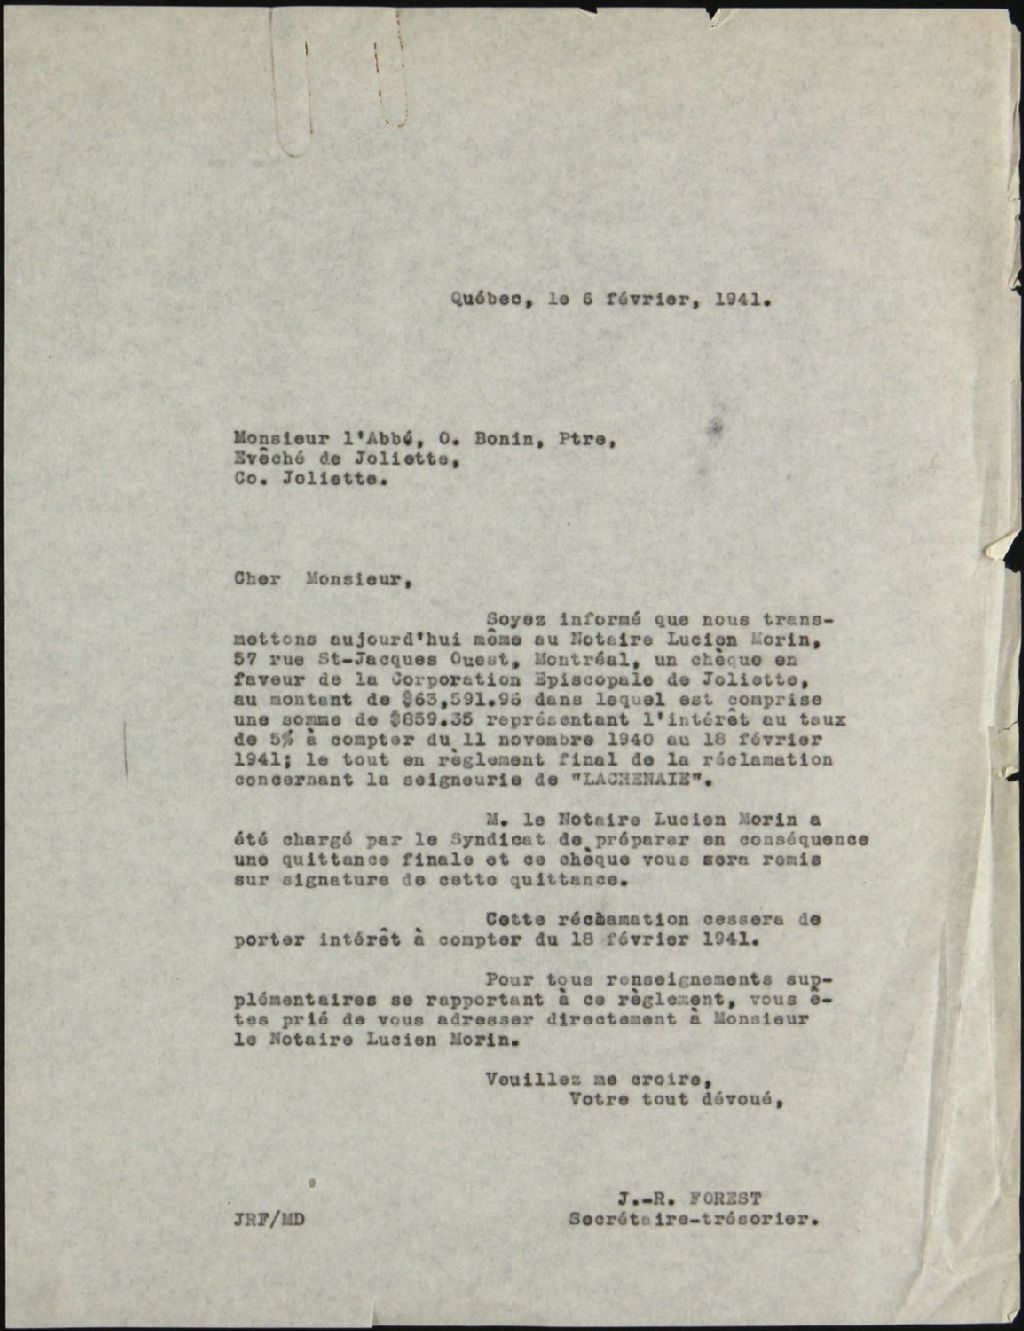 Québec, le 6 février, 1941.
Monsieur l'Abbé, O. Bonin, Ptre,
Evêché de Joliette,
Co. Joliette.
Cher Monsieur,
Soyez informé que nous trans-
mettons aujourd'hui même au Notaire Lucien Morin,
57 rue St-Jacques Ouest, Montréal, un chèque en
faveur de la Corporation Episcopale de Joliette,
au montant de $63,591.95 dans lequel est comprise
une somme de $859.35 représentant l'intérêt au taux
de 5% à compter du 11 novembre 1940 au 18 février
1941; le tout en règlement final de la réclamation
concernant la seigneurie de "LACHENAIE".
M. le Notaire Lucien Morin a
été chargé par le Syndicat de préparer en conséquence
une quittance finale et ce chèque vous sera remis
sur signature de cette quittance.
Cette réclamation cessera de
porter intérêt à compter du 18 février 1941.
Pour tous renseignements sup-
plémentaires se rapportant à ce règlement, vous ê-
tes prié de vous adresser directement à Monsieur
le Notaire Lucien Morin.
Veuillez me croire,
Votre tout dévoué,
J.-R. FOREST
JRF/MD Secrétaire-trésorier.